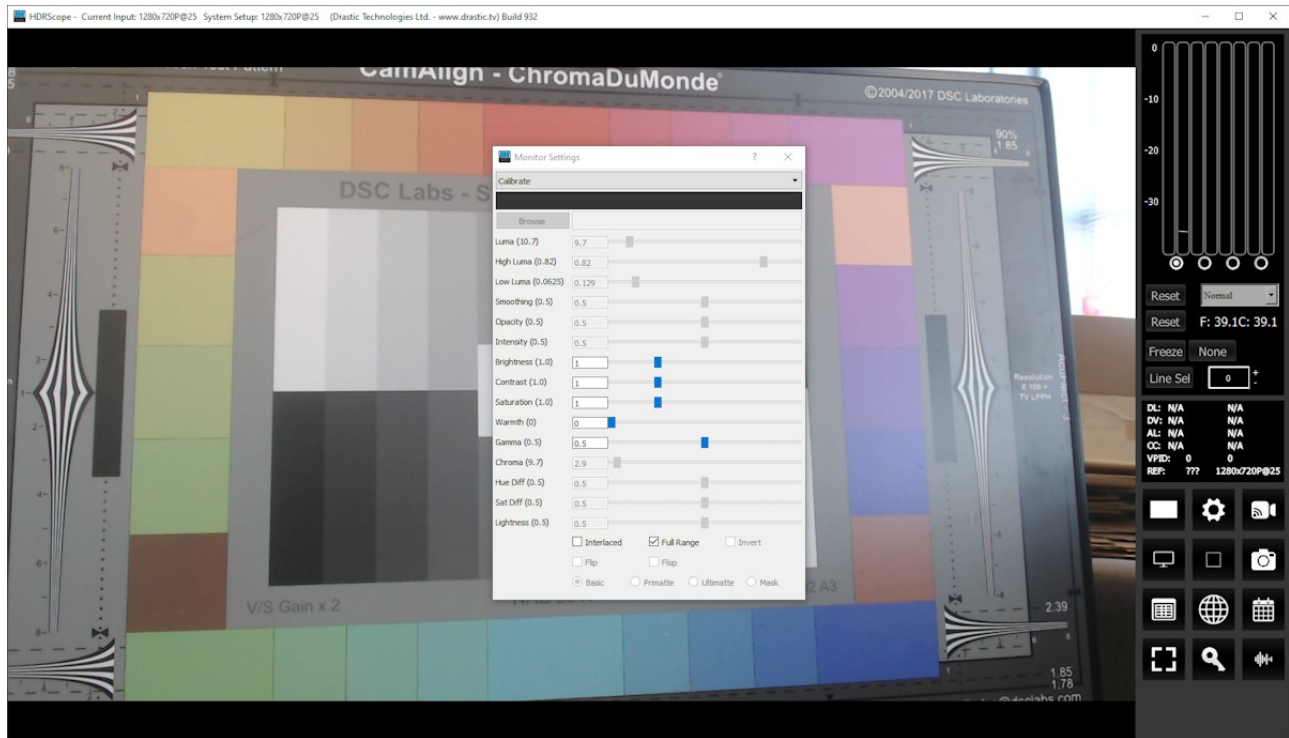 HDRScope - Current Input: 1280x720P@25 System Setup: 1280x720P@25 (Drastic Technologies Ltd. - www.drastic.tv) Build 932
CamAlign - ChromaDuMonde
©2004/2017 DSC Laboratories
90%
1.85
DSC Labs - S
Monitor Settings
?
Calibrate
Browse
Luma (10.7) 9.7
High Luma (0.82) 0.82
Low Luma (0.0625) 0.129
Smoothing (0.5) 0.5
Opacity (0.5) 0.5
Intensity (0.5) 0.5
Brightness (1.0) 1
Contrast (1.0) 1
Saturation (1.0) 1
Warmth (0) 0
Gamma (0.5) 0.5
Chroma (9.7) 2.9
Hue Diff (0.5) 0.5
Sat Diff (0.5) 0.5
Lightness (0.5) 0.5
Interlaced Full Range Invert
Flip Flop
Basic Primatte Ultimatte Mask
Resolution
X 100 =
TV LPPH
V/S Gain x 2
2 A3
2.39
1.85
1.78
0
-10
-20
-30
Reset Normal
Reset F: 39.1C: 39.1
Freeze None
Line Sel 0 + -
DL: N/A N/A
DV: N/A N/A
AL: N/A N/A
CC: N/A N/A
VPID: 0 0
REF: ??? 1280x720P@25